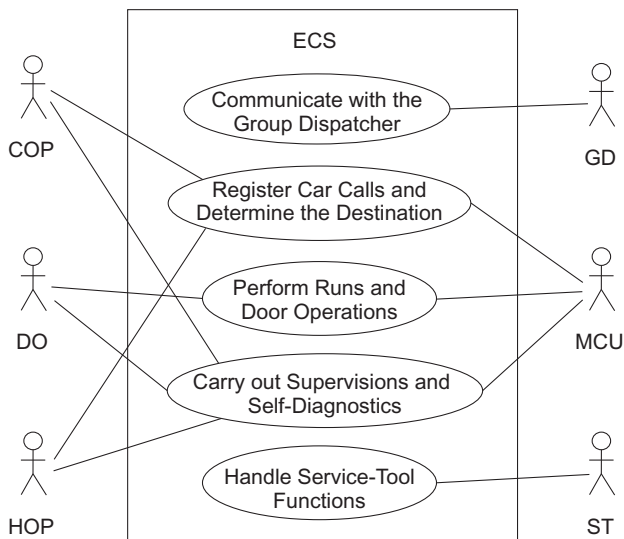 ECS
COP
Communicate with the
Group Dispatcher
GD
Register Car Calls and
Determine the Destination
DO
Perform Runs and
Door Operations
MCU
Carry out Supervisions and
Self-Diagnostics
HOP
Handle Service-Tool
Functions
ST